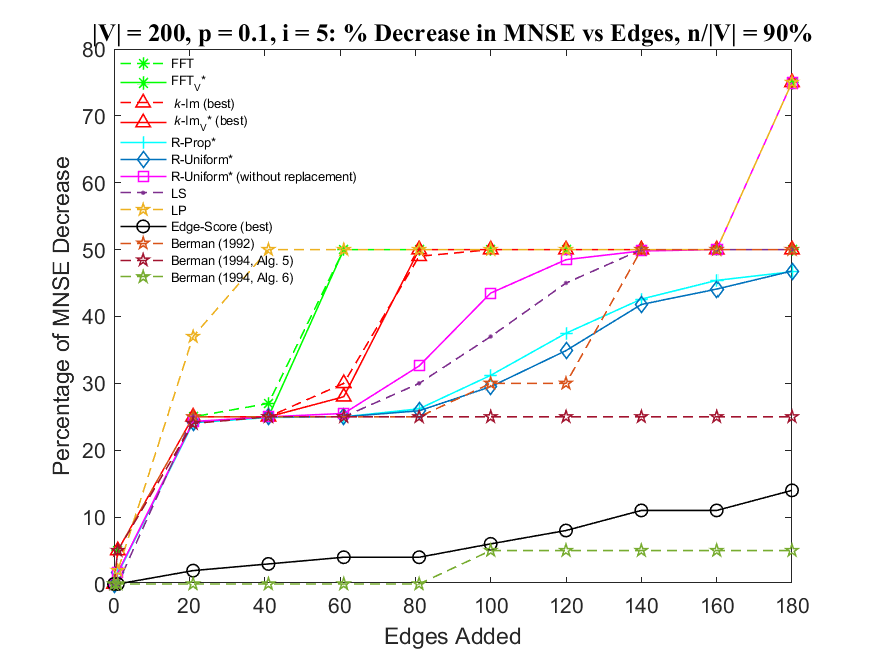 |V| = 200, p = 0.1, i = 5: % Decrease in MNSE vs Edges, n/|V| = 90%
80
70
60
50
40
30
20
10
0
Percentage of MNSE Decrease
FFT
FFT_V*
k-lm (best)
k-lm_V* (best)
R-Prop*
R-Uniform*
R-Uniform* (without replacement)
LS
LP
Edge-Score (best)
Berman (1992)
Berman (1994, Alg. 5)
Berman (1994, Alg. 6)
0 20 40 60 80 100 120 140 160 180
Edges Added